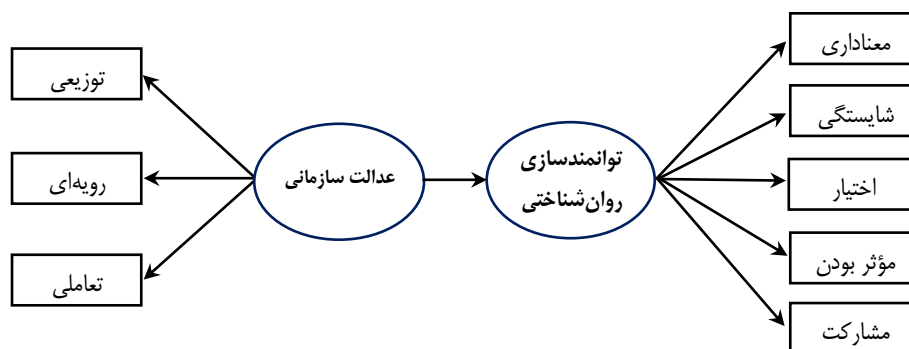 معناداری
شایستگی
اختیار
مؤثر بودن
مشارکت
توانمندسازی
روان‌شناختی
عدالت سازمانی
توزیعی
رویه‌ای
تعاملی